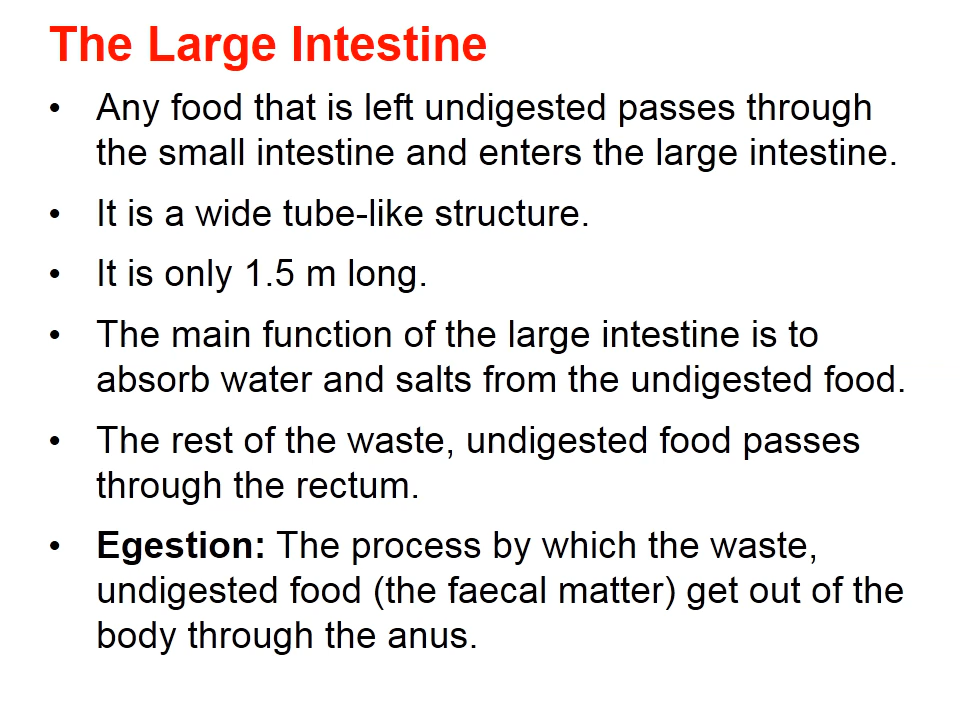 The Large Intestine
• Any food that is left undigested passes through
the small intestine and enters the large intestine.
• It is a wide tube-like structure.
• It is only 1.5 m long.
• The main function of the large intestine is to
absorb water and salts from the undigested food.
• The rest of the waste, undigested food passes
through the rectum.
• Egestion: The process by which the waste,
undigested food (the faecal matter) get out of the
body through the anus.